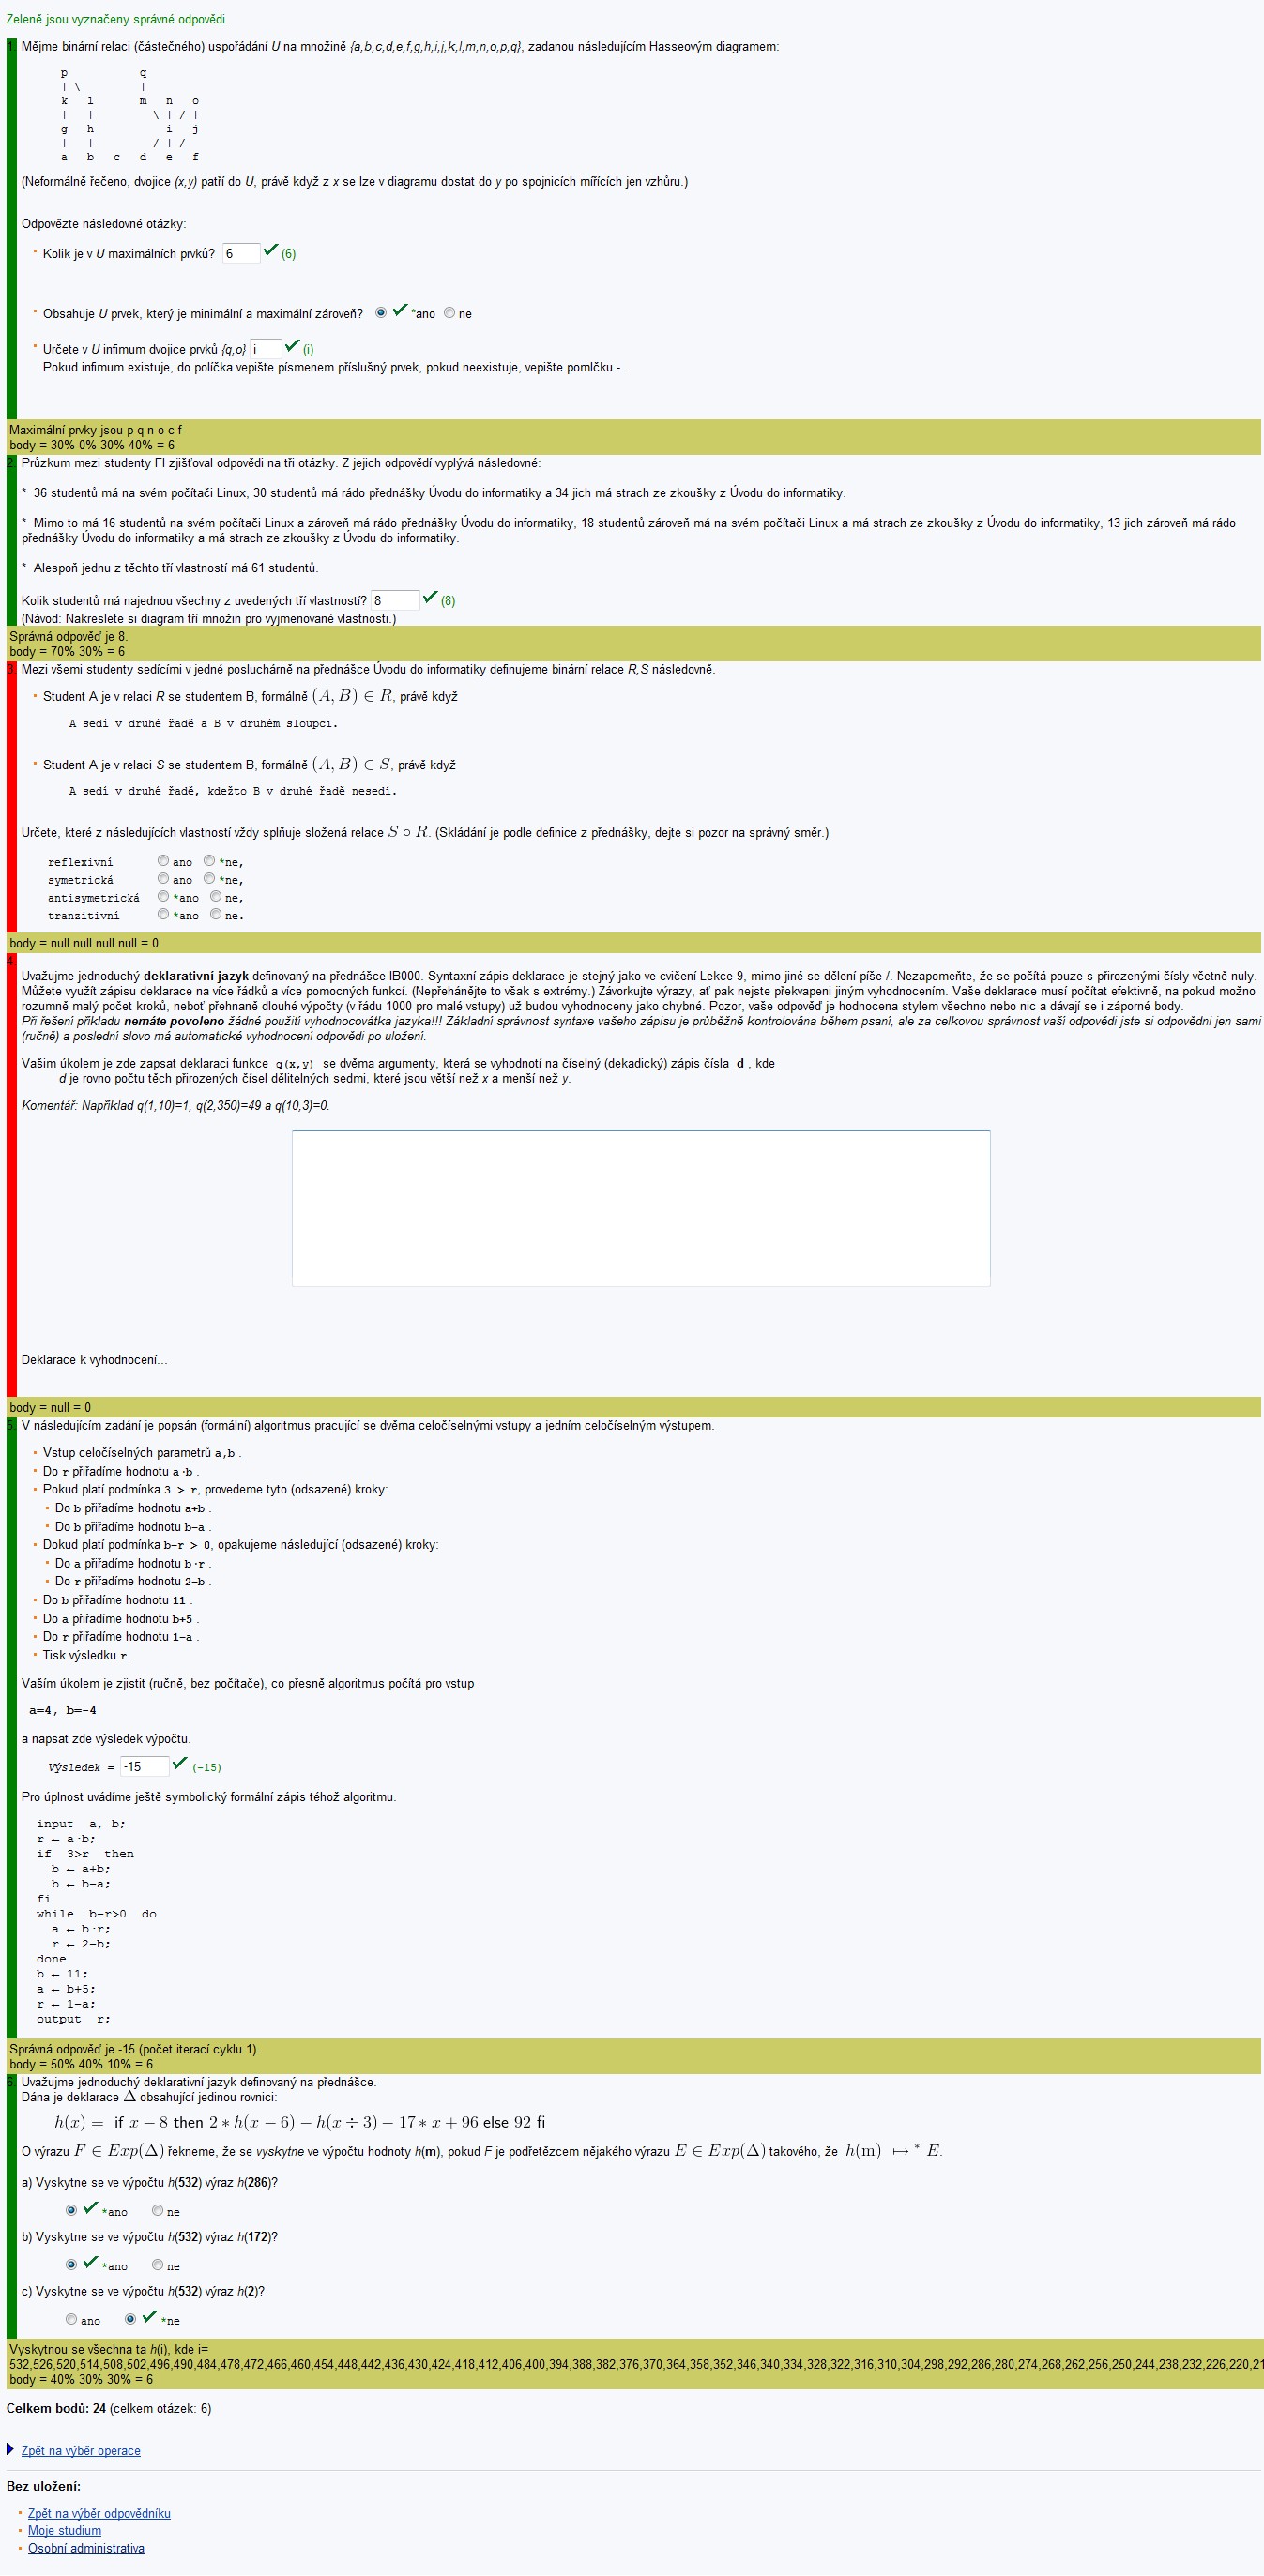 Zeleně jsou vyznačeny správné odpovědi.
1. Mějme binární relaci (částečného) uspořádání U na množině {a,b,c,d,e,f,g,h,i,j,k,l,m,n,o,p,q}, zadanou následujícím Hasseovým diagramem:
p q
| \ |
k l m n o
| | \ | / |
g h i j
| | / | /
a b c d e f
(Neformálně řečeno, dvojice (x,y) patří do U, právě když z x se lze v diagramu dostat do y po spojnicích mířících jen vzhůru.)
Odpovězte následovné otázky:
Kolik je v U maximálních prvků? 6 (6)
Obsahuje U prvek, který je minimální a maximální zároveň? *ano ne
Určete v U infimum dvojice prvků {q,o} i (i)
Pokud infimum existuje, do políčka vepište písmenem příslušný prvek, pokud neexistuje, vepište pomlčku - .
Maximální prvky jsou p q n o c f
body = 30% 0% 30% 40% = 6
2. Průzkum mezi studenty FI zjišťoval odpovědi na tři otázky. Z jejich odpovědí vyplývá následovné:
* 36 studentů má na svém počítači Linux, 30 studentů má rádo přednášky Úvodu do informatiky a 34 jich má strach ze zkoušky z Úvodu do informatiky.
* Mimo to má 16 studentů na svém počítači Linux a zároveň má rádo přednášky Úvodu do informatiky, 18 studentů zároveň má na svém počítači Linux a má strach ze zkoušky z Úvodu do informatiky, 13 jich zároveň má rádo
přednášky Úvodu do informatiky a má strach ze zkoušky z Úvodu do informatiky.
* Alespoň jednu z těchto tří vlastností má 61 studentů.
Kolik studentů má najednou všechny z uvedených tří vlastností? 8 (8)
(Návod: Nakreslete si diagram tří množin pro vyjmenované vlastnosti.)
Správná odpověď je 8.
body = 70% 30% = 6
3. Mezi všemi studenty sedícími v jedné posluchárně na přednášce Úvodu do informatiky definujeme binární relace R,S následovně.
Student A je v relaci R se studentem B, formálně (A, B) ∈ R, právě když
A sedí v druhé řadě a B v druhém sloupci.
Student A je v relaci S se studentem B, formálně (A, B) ∈ S, právě když
A sedí v druhé řadě, kdežto B v druhé řadě nesedí.
Určete, které z následujících vlastností vždy splňuje složená relace S ∘ R. (Skládání je podle definice z přednášky, dejte si pozor na správný směr.)
reflexivní ano *ne,
symetrická ano *ne,
antisymetrická *ano ne,
tranzitivní *ano ne.
body = null null null null = 0
4.
Uvažujme jednoduchý deklarativní jazyk definovaný na přednášce IB000. Syntaxní zápis deklarace je stejný jako ve cvičení Lekce 9, mimo jiné se dělení píše /. Nezapomeňte, že se počítá pouze s přirozenými čísly včetně nuly.
Můžete využít zápisu deklarace na více řádků a více pomocných funkcí. (Nepřehánějte to však s extrémy.) Závorkujte výrazy, ať pak nejste překvapeni jiným vyhodnocením. Vaše deklarace musí počítat efektivně, na pokud možno
rozumně malý počet kroků, neboť přehnaně dlouhé výpočty (v řádu 1000 pro malé vstupy) už budou vyhodnoceny jako chybné. Pozor, vaše odpověď je hodnocena stylem všechno nebo nic a dávají se i záporné body.
Při řešení příkladu nemáte povoleno žádné použití vyhodnocovátka jazyka!!! Základní správnost syntaxe vašeho zápisu je průběžně kontrolována během psaní, ale za celkovou správnost vaší odpovědi jste si odpovědni jen sami
(ručně) a poslední slovo má automatické vyhodnocení odpovědi po uložení.
Vašim úkolem je zde zapsat deklaraci funkce q(x,y) se dvěma argumenty, která se vyhodnotí na číselný (dekadický) zápis čísla d , kde
d je rovno počtu těch přirozených čísel dělitelných sedmi, které jsou větší než x a menší než y.
Komentář: Například q(1,10)=1, q(2,350)=49 a q(10,3)=0.
Deklarace k vyhodnocení...
body = null = 0
5. V následujícím zadání je popsán (formální) algoritmus pracující se dvěma celočíselnými vstupy a jedním celočíselným výstupem.
Vstup celočíselných parametrů a,b .
Do r přiřadíme hodnotu a·b .
Pokud platí podmínka 3 > r, provedeme tyto (odsazené) kroky:
Do b přiřadíme hodnotu a+b .
Do b přiřadíme hodnotu b−a .
Dokud platí podmínka b−r > 0, opakujeme následující (odsazené) kroky:
Do a přiřadíme hodnotu b·r .
Do r přiřadíme hodnotu 2−b .
Do b přiřadíme hodnotu 11 .
Do a přiřadíme hodnotu b+5 .
Do r přiřadíme hodnotu 1−a .
Tisk výsledku r .
Vaším úkolem je zjistit (ručně, bez počítače), co přesně algoritmus počítá pro vstup
a=4, b=−4
a napsat zde výsledek výpočtu.
Výsledek = -15 (−15)
Pro úplnost uvádíme ještě symbolický formální zápis téhož algoritmu.
input a, b;
r ← a·b;
if 3>r then
b ← a+b;
b ← b−a;
fi
while b−r>0 do
a ← b·r;
r ← 2−b;
done
b ← 11;
a ← b+5;
r ← 1−a;
output r;
Správná odpověď je -15 (počet iterací cyklu 1).
body = 50% 40% 10% = 6
6. Uvažujme jednoduchý deklarativní jazyk definovaný na přednášce.
Dána je deklarace Δ obsahující jedinou rovnici:
h(x) = if x − 8 then 2 ∗ h(x − 6) − h(x ÷ 3) − 17 ∗ x + 96 else 92 fi
O výrazu F ∈ Exp(Δ) řekneme, že se vyskytne ve výpočtu hodnoty h(m), pokud F je podřetězcem nějakého výrazu E ∈ Exp(Δ) takového, že h(m) ↦* E.
a) Vyskytne se ve výpočtu h(532) výraz h(286)?
*ano ne
b) Vyskytne se ve výpočtu h(532) výraz h(172)?
*ano ne
c) Vyskytne se ve výpočtu h(532) výraz h(2)?
ano *ne
Vyskytnou se všechna ta h(i), kde i=
532,526,520,514,508,502,496,490,484,478,472,466,460,454,448,442,436,430,424,418,412,406,400,394,388,382,376,370,364,358,352,346,340,334,328,322,316,310,304,298,292,286,280,274,268,262,256,250,244,238,232,226,220,21
body = 40% 30% 30% = 6
Celkem bodů: 24 (celkem otázek: 6)
Zpět na výběr operace
Bez uložení:
Zpět na výběr odpovědníku
Moje studium
Osobní administrativa